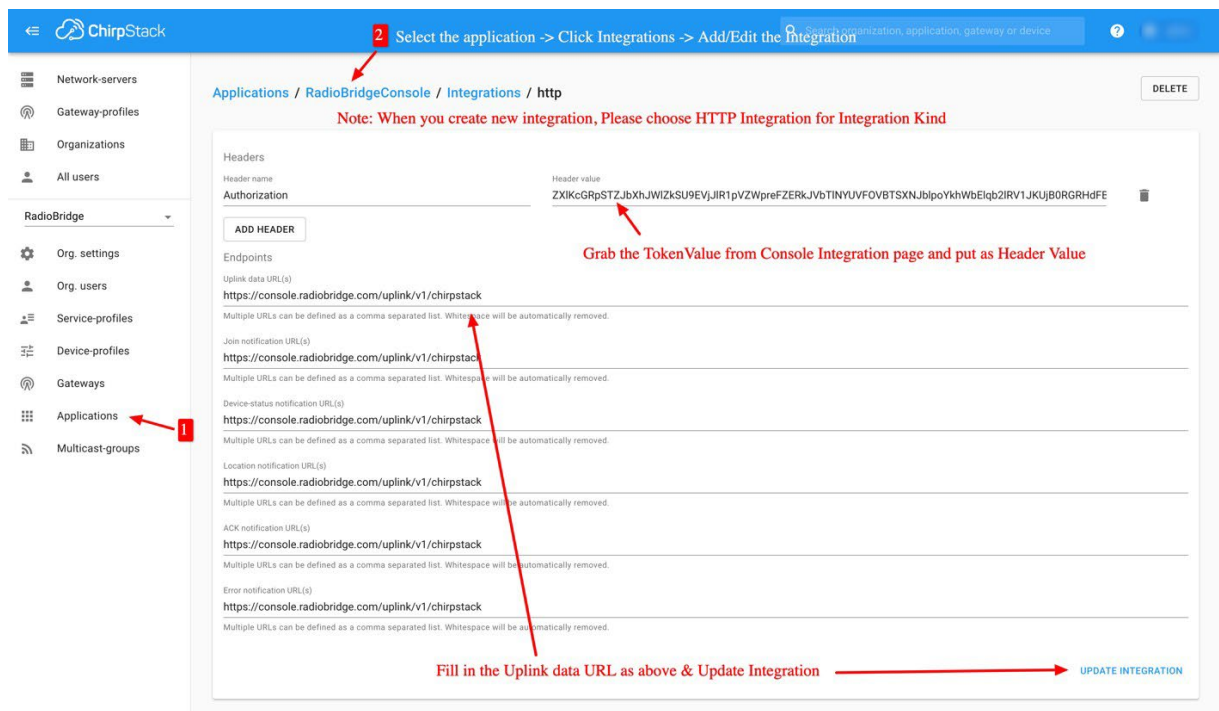 ChirpStack
2 Select the application -> Click Integrations -> Add/Edit the Integration
Search organization, application, gateway or device
?
Network-servers
Gateway-profiles
Organizations
All users
RadioBridge
Org. settings
Org. users
Service-profiles
Device-profiles
Gateways
Applications
1
Multicast-groups
Applications / RadioBridgeConsole / Integrations / http
DELETE
Note: When you create new integration, Please choose HTTP Integration for Integration Kind
Headers
Header name
Authorization
Header value
ADD HEADER
Grab the TokenValue from Console Integration page and put as Header Value
Endpoints
Uplink data URL(s)
https://console.radiobridge.com/uplink/v1/chirpstack
Multiple URLs can be defined as a comma separated list. Whitespace will be automatically removed.
Join notification URL(s)
https://console.radiobridge.com/uplink/v1/chirpstack
Multiple URLs can be defined as a comma separated list. Whitespace will be automatically removed.
Device-status notification URL(s)
https://console.radiobridge.com/uplink/v1/chirpstack
Multiple URLs can be defined as a comma separated list. Whitespace will be automatically removed.
Location notification URL(s)
https://console.radiobridge.com/uplink/v1/chirpstack
Multiple URLs can be defined as a comma separated list. Whitespace will be automatically removed.
ACK notification URL(s)
https://console.radiobridge.com/uplink/v1/chirpstack
Multiple URLs can be defined as a comma separated list. Whitespace will be automatically removed.
Error notification URL(s)
https://console.radiobridge.com/uplink/v1/chirpstack
Multiple URLs can be defined as a comma separated list. Whitespace will be automatically removed.
Fill in the Uplink data URL as above & Update Integration
UPDATE INTEGRATION